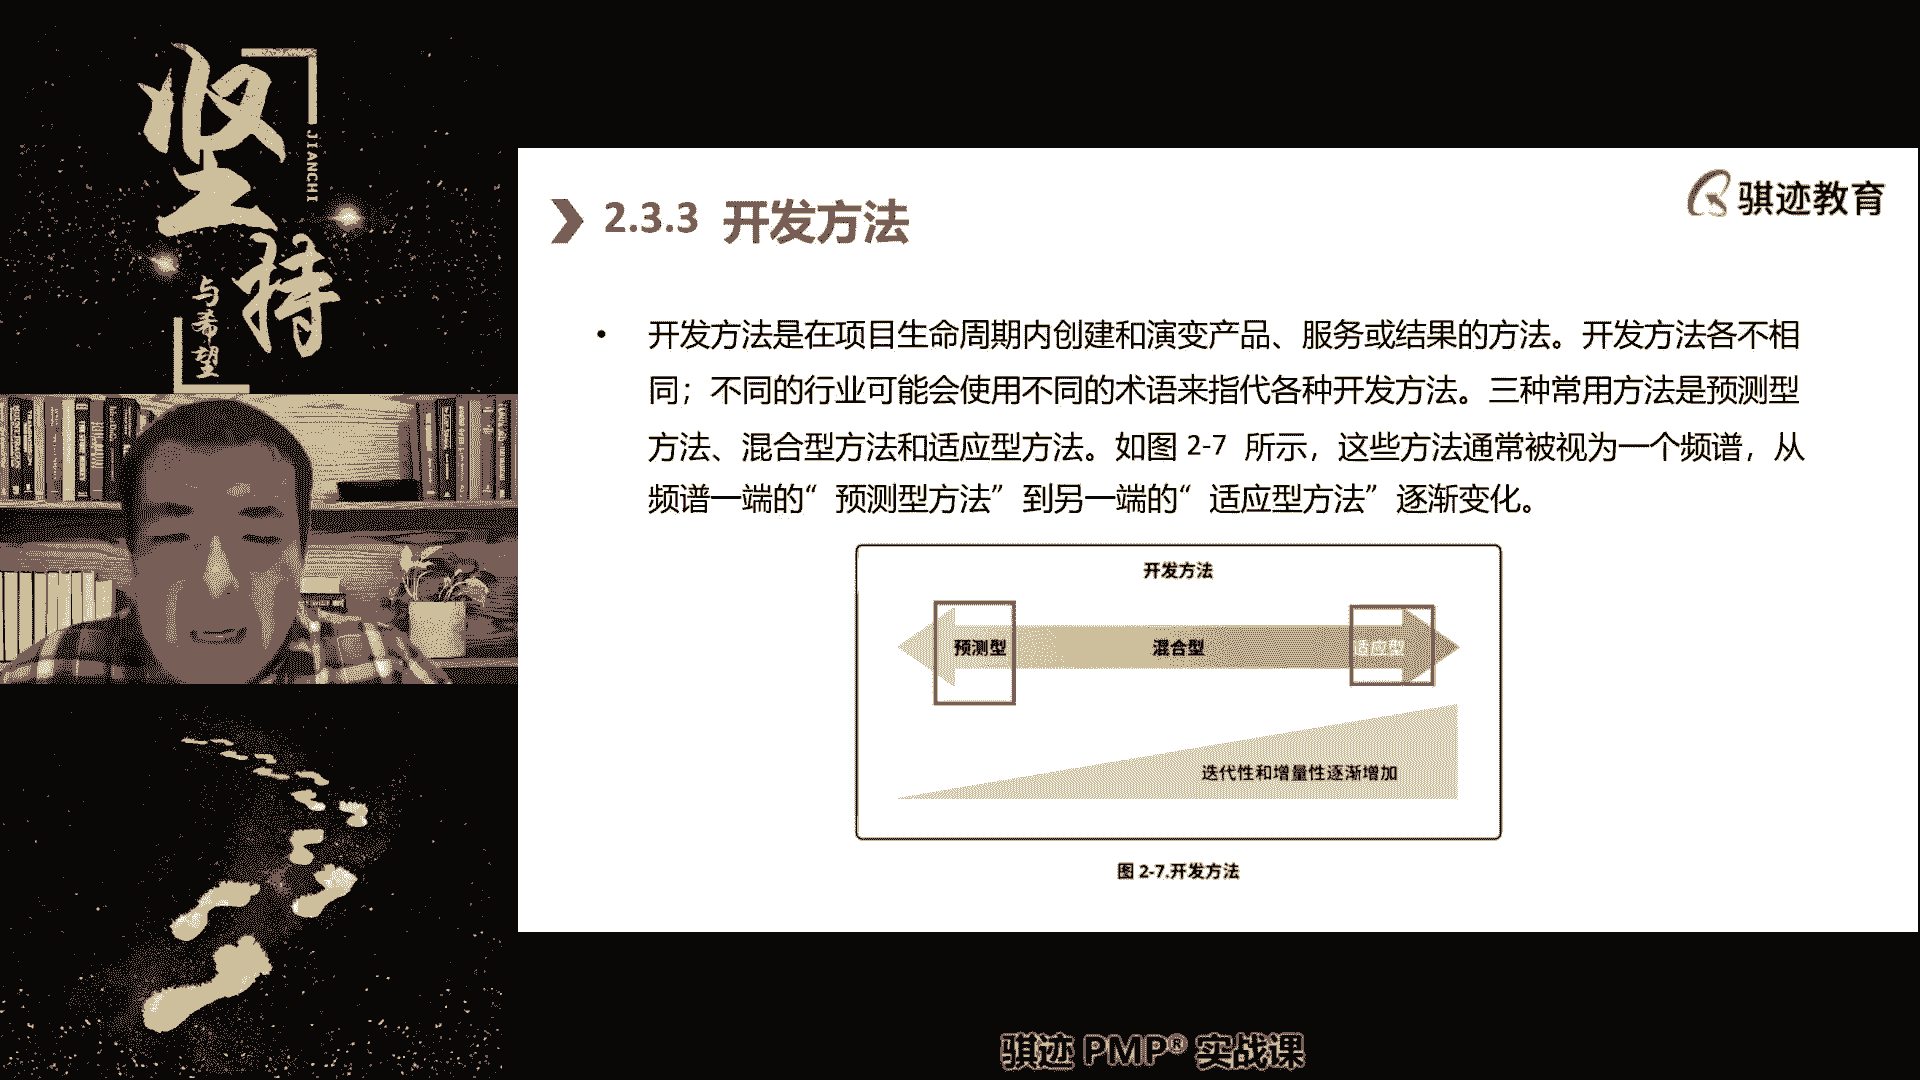 坚
持
JIANCHI
与希望
骐迹教育
2.3.3 开发方法
• 开发方法是在项目生命周期内创建和演变产品、服务或结果的方法。开发方法各不相
同；不同的行业可能会使用不同的术语来指代各种开发方法。三种常用方法是预测型
方法、混合型方法和适应型方法。如图 2-7 所示，这些方法通常被视为一个频谱，从
频谱一端的“预测型方法”到另一端的“适应型方法”逐渐变化。
开发方法
预测型 混合型 适应型
迭代性和增量性逐渐增加
图 2-7.开发方法
骐迹 PMP® 实战课